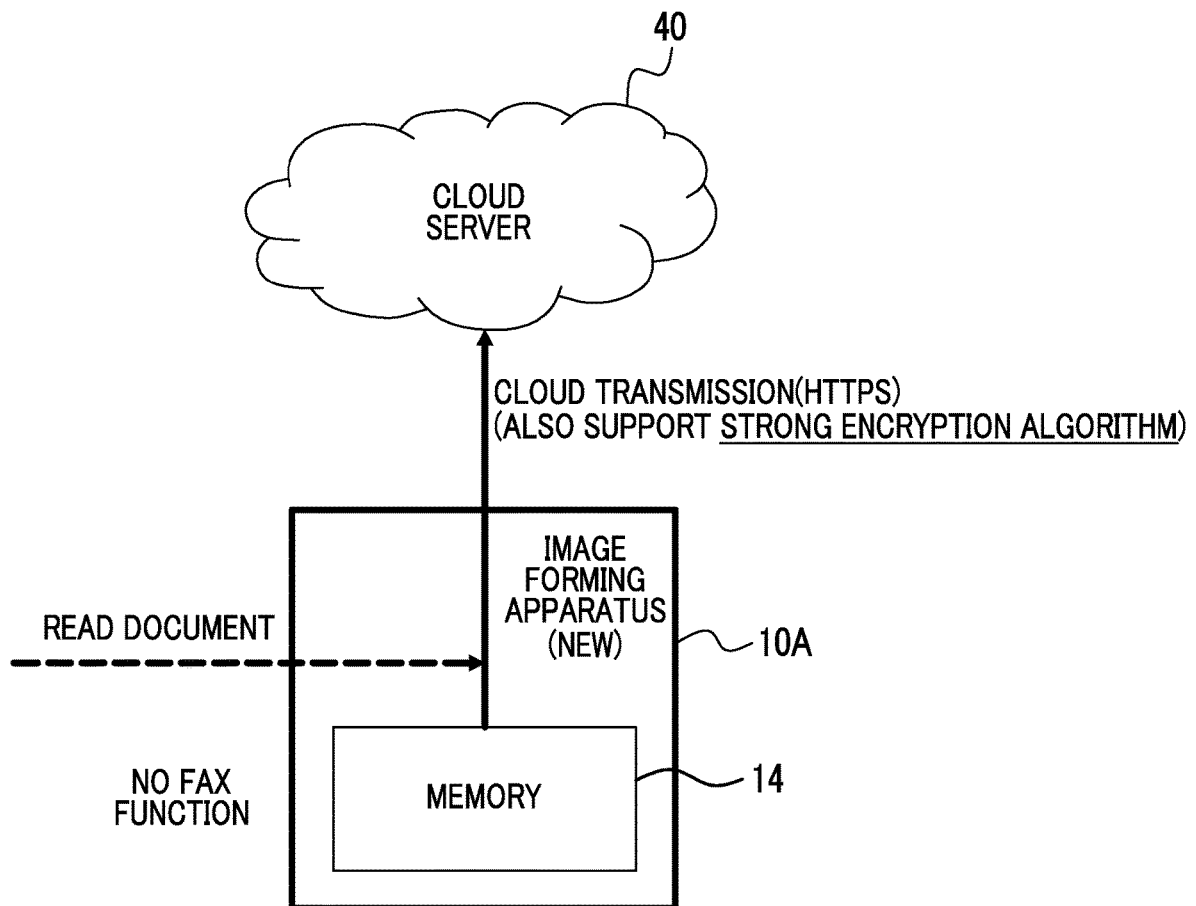 40
CLOUD
SERVER
CLOUD TRANSMISSION(HTTPS)
(ALSO SUPPORT STRONG ENCRYPTION ALGORITHM)
IMAGE
FORMING
APPARATUS
(NEW)
READ DOCUMENT
10A
NO FAX
FUNCTION
MEMORY
14